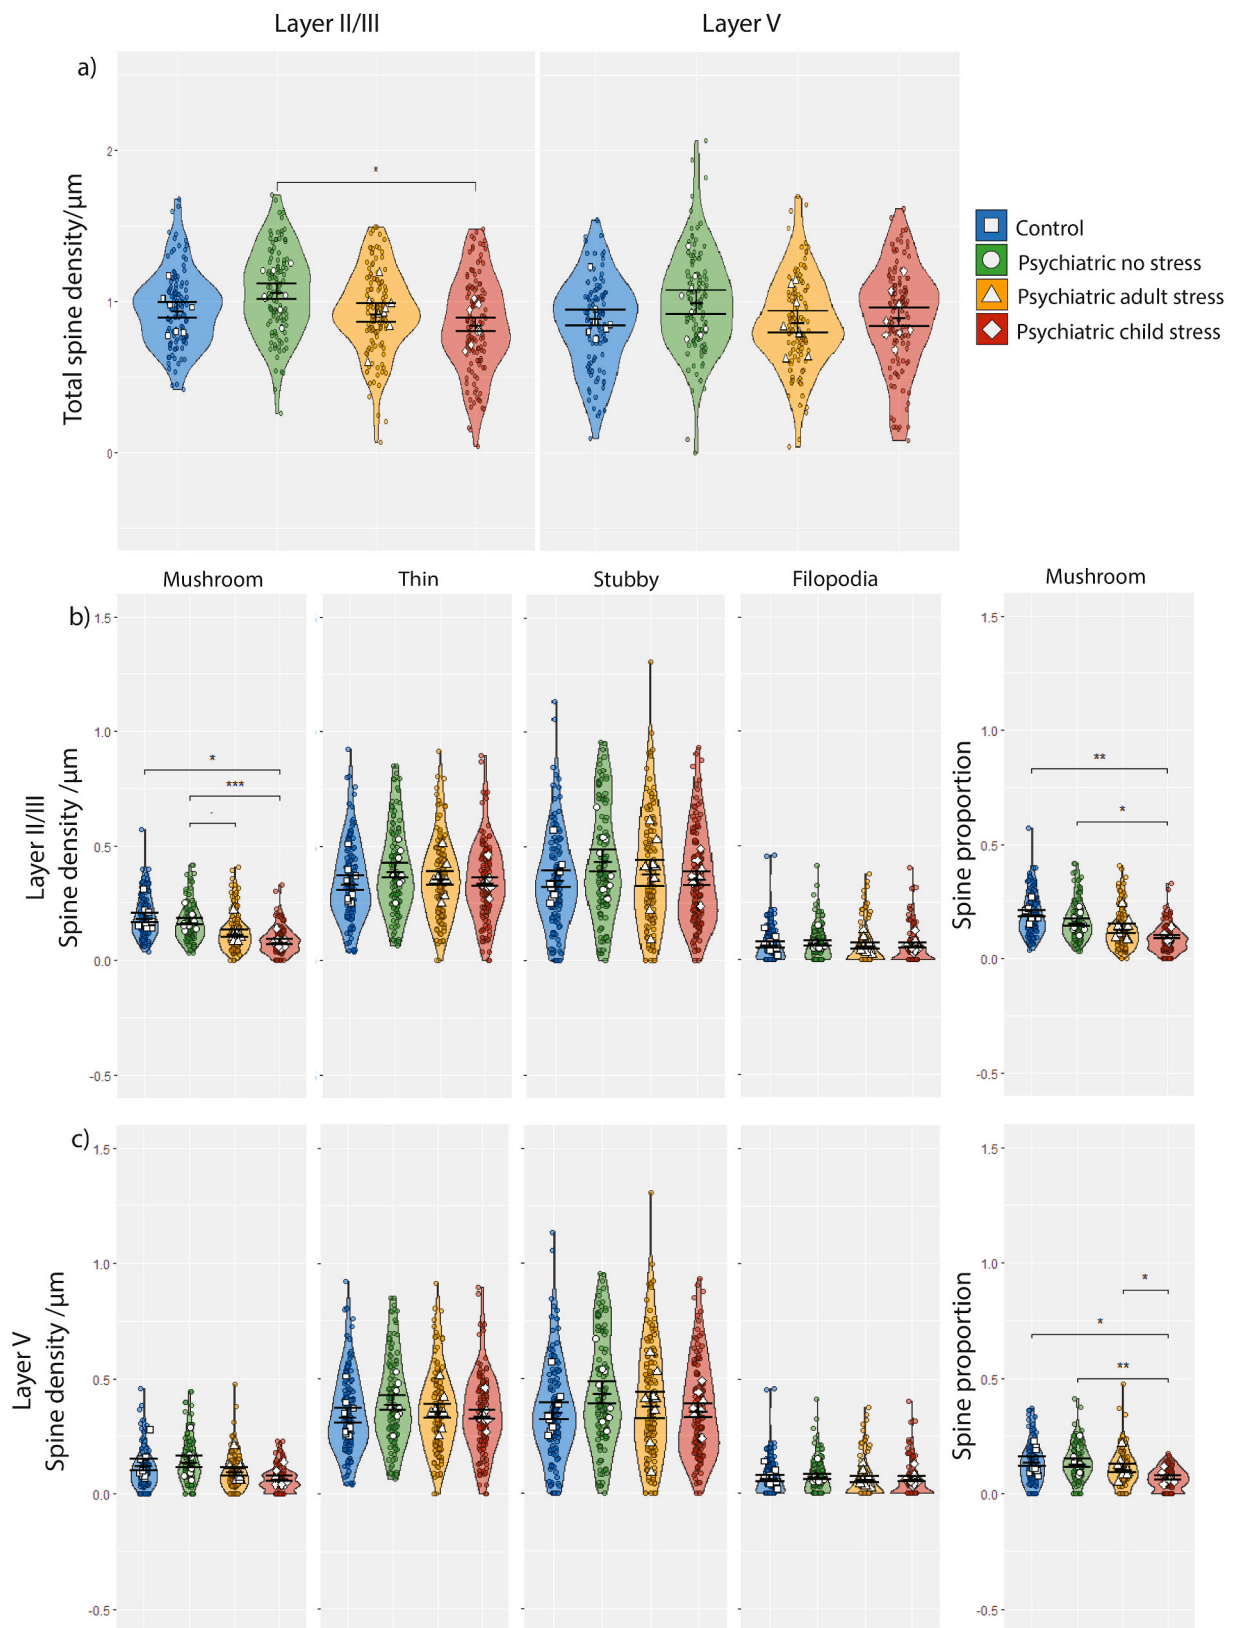 Layer II/III
Layer V
a)
Total spine density/μm
2
1
0
*
Control
Psychiatric no stress
Psychiatric adult stress
Psychiatric child stress
Mushroom
Thin
Stubby
Filopodia
Mushroom
b)
Layer II/III
Spine density /μm
1.5
1.0
0.5
0.0
-0.5
*
***
.
Spine proportion
1.5
1.0
0.5
0.0
-0.5
**
*
c)
Layer V
Spine density /μm
1.5
1.0
0.5
0.0
-0.5
Spine proportion
1.5
1.0
0.5
0.0
-0.5
*
*
**